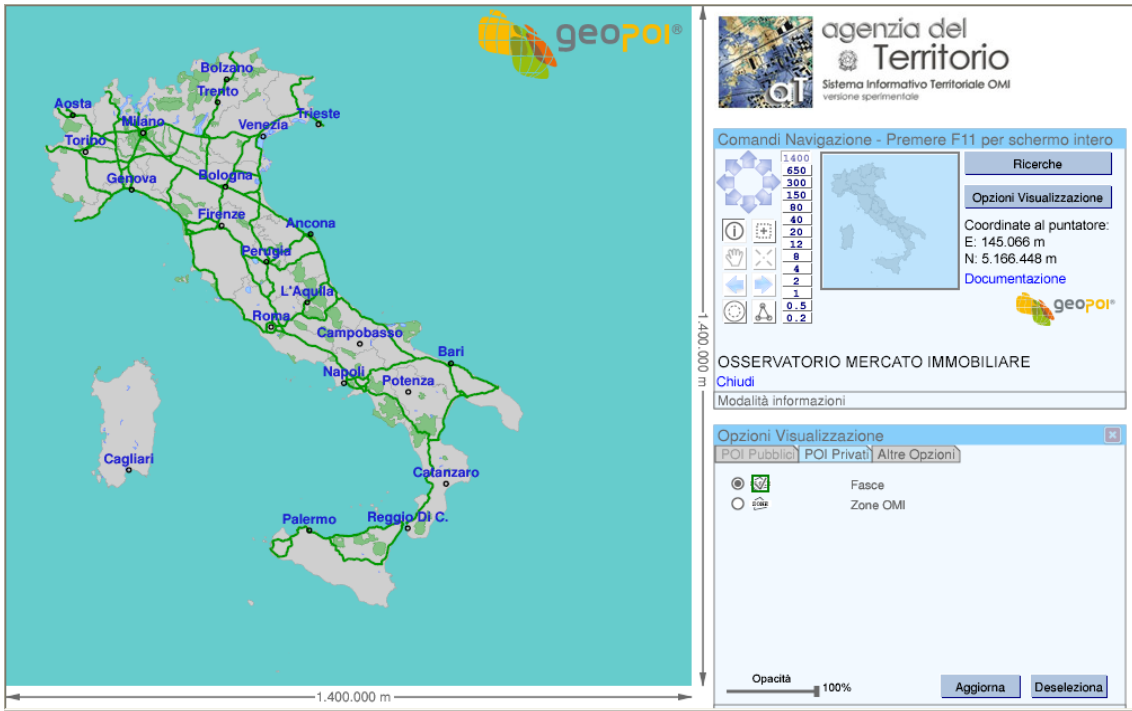 geopoi®
Bolzano
Trento
Aosta
Milano
Trieste
Venezia
Torino
Genova
Bologna
Firenze
Ancona
Perugia
L'Aquila
Roma
Campobasso
Bari
Napoli
Potenza
Cagliari
Catanzaro
Palermo
Reggio Di C.
1.400.000 m
1.400.000 m
aT
agenzia del
Territorio
Sistema Informativo Territoriale OMI
versione sperimentale
Comandi Navigazione - Premere F11 per schermo intero
1400
650
300
150
80
40
20
12
8
4
2
1
0.5
0.2
Ricerche
Opzioni Visualizzazione
Coordinate al puntatore:
E: 145.066 m
N: 5.166.448 m
Documentazione
geopoi®
OSSERVATORIO MERCATO IMMOBILIARE
Chiudi
Modalità informazioni
Opzioni Visualizzazione
POI Pubblici POI Privati Altre Opzioni
Fasce
Zone OMI
Opacità
100%
Aggiorna
Deseleziona